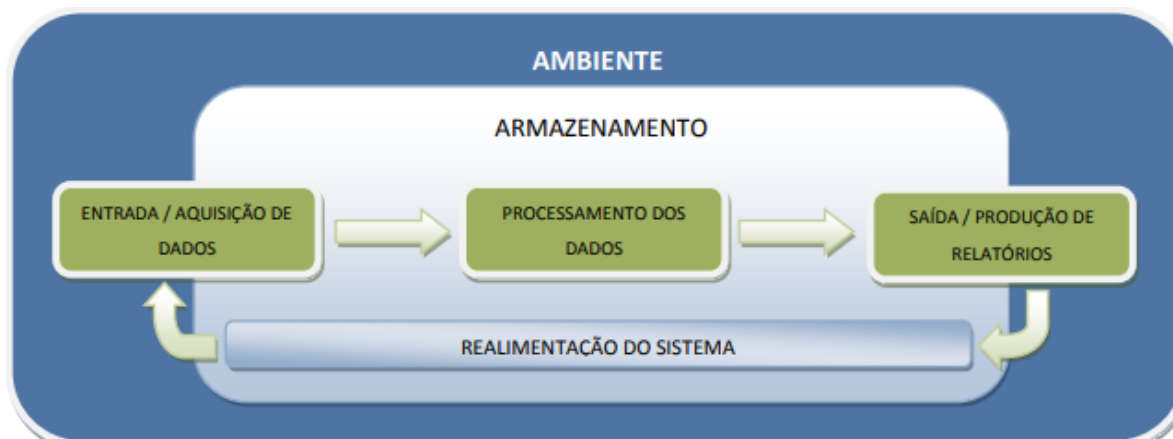 AMBIENTE
ARMAZENAMENTO
ENTRADA / AQUISIÇÃO DE
DADOS
PROCESSAMENTO DOS
DADOS
SAÍDA / PRODUÇÃO DE
RELATÓRIOS
REALIMENTAÇÃO DO SISTEMA